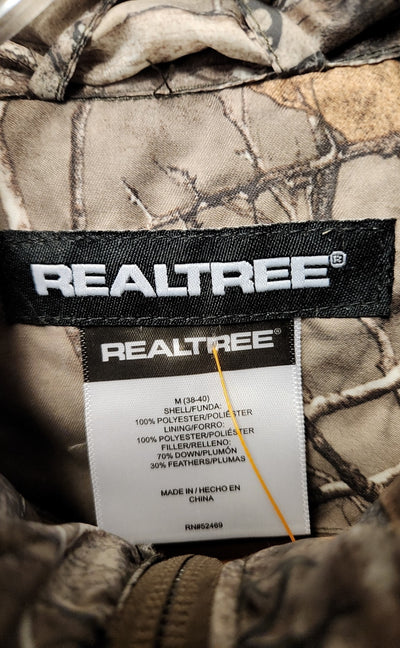 REALTREE®
REALTREE®
M (38-40)
SHELL/FUNDA:
100% POLYESTER/POLIÉSTER
LINING/FORRO:
100% POLYESTER/POLIÉSTER
FILLER/RELLENO:
70% DOWN/PLUMÓN
30% FEATHERS/PLUMAS
MADE IN / HECHO EN
CHINA
RN#52469